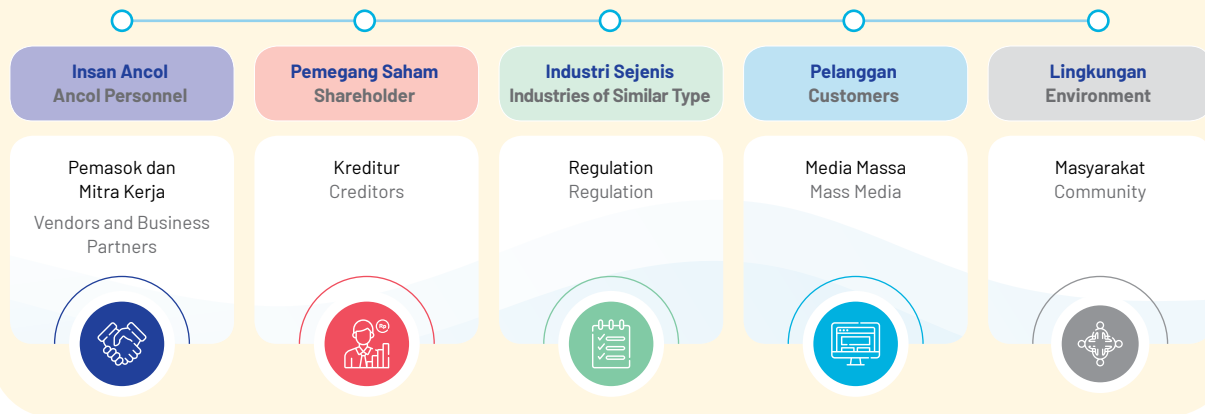 Insan Ancol
Ancol Personnel
Pemegang Saham
Shareholder
Industri Sejenis
Industries of Similar Type
Pelanggan
Customers
Lingkungan
Environment
Pemasok dan
Mitra Kerja
Vendors and Business
Partners
Kreditur
Creditors
Regulation
Regulation
Media Massa
Mass Media
Masyarakat
Community
Rp